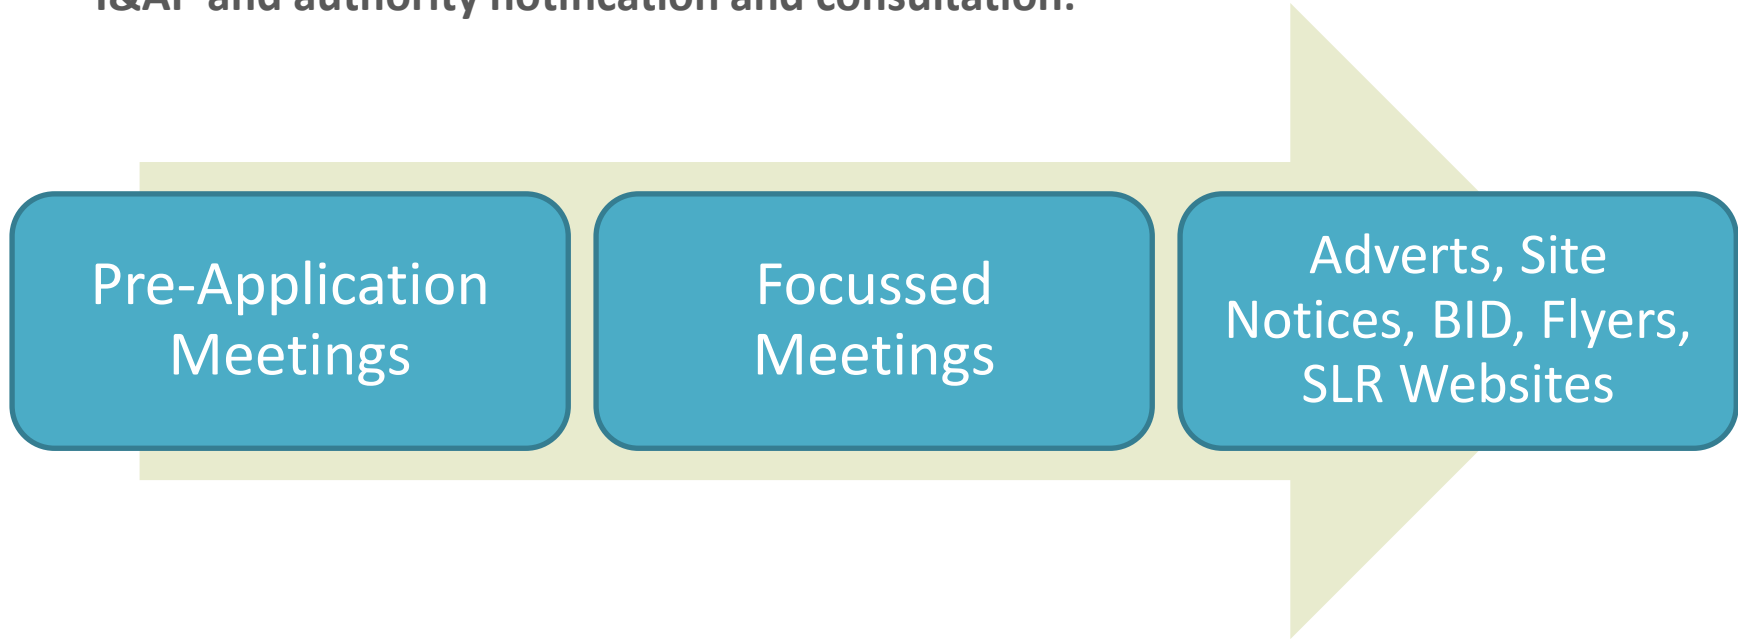 I&AP and authority notification and consultation:
Pre-Application
Meetings
Focussed
Meetings
Adverts, Site
Notices, BID, Flyers,
SLR Websites